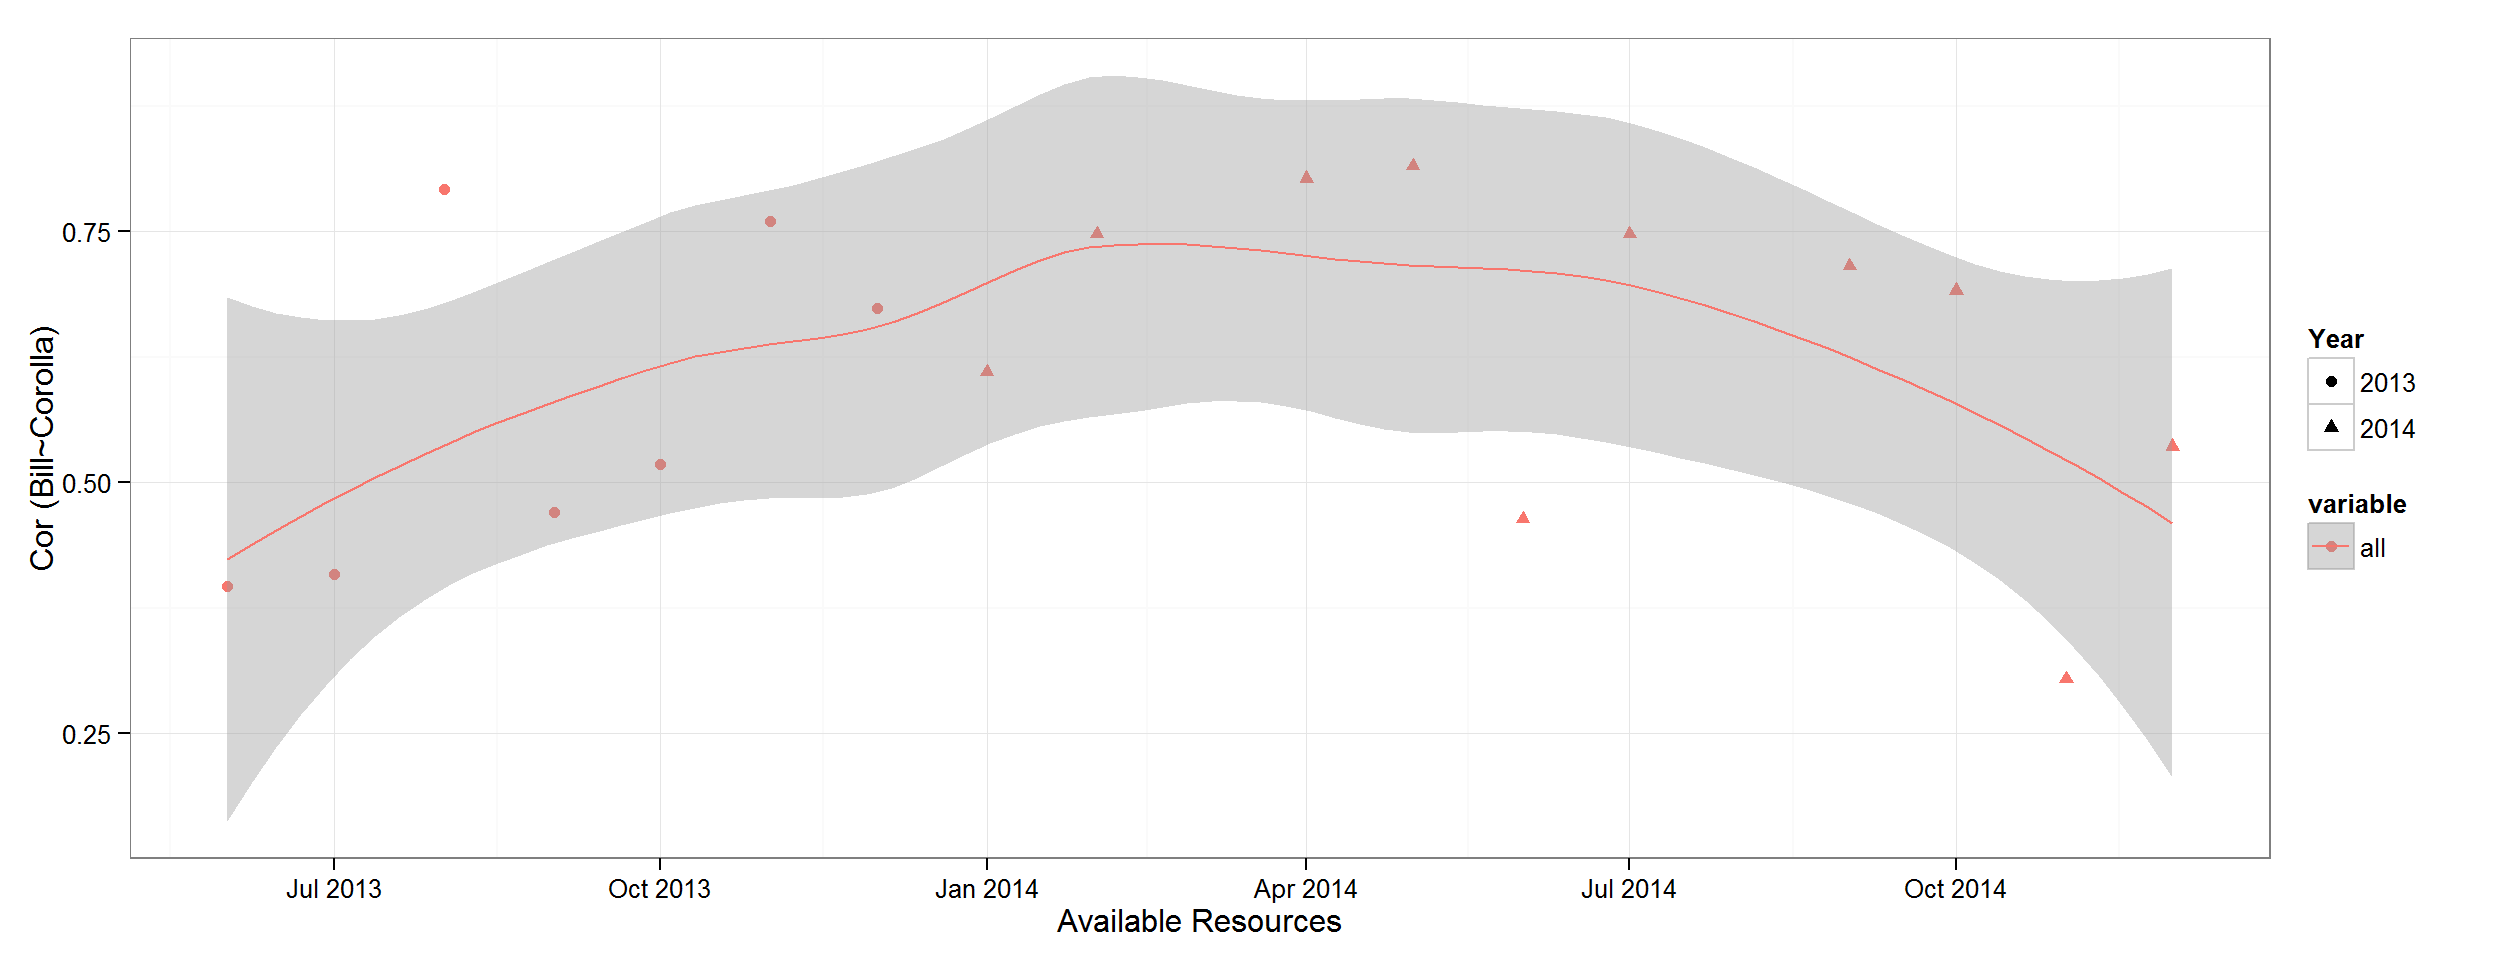 Cor (Bill~Corolla)
0.75
0.50
0.25
Jul 2013
Oct 2013
Jan 2014
Apr 2014
Jul 2014
Oct 2014
Available Resources
Year
2013
2014
variable
all